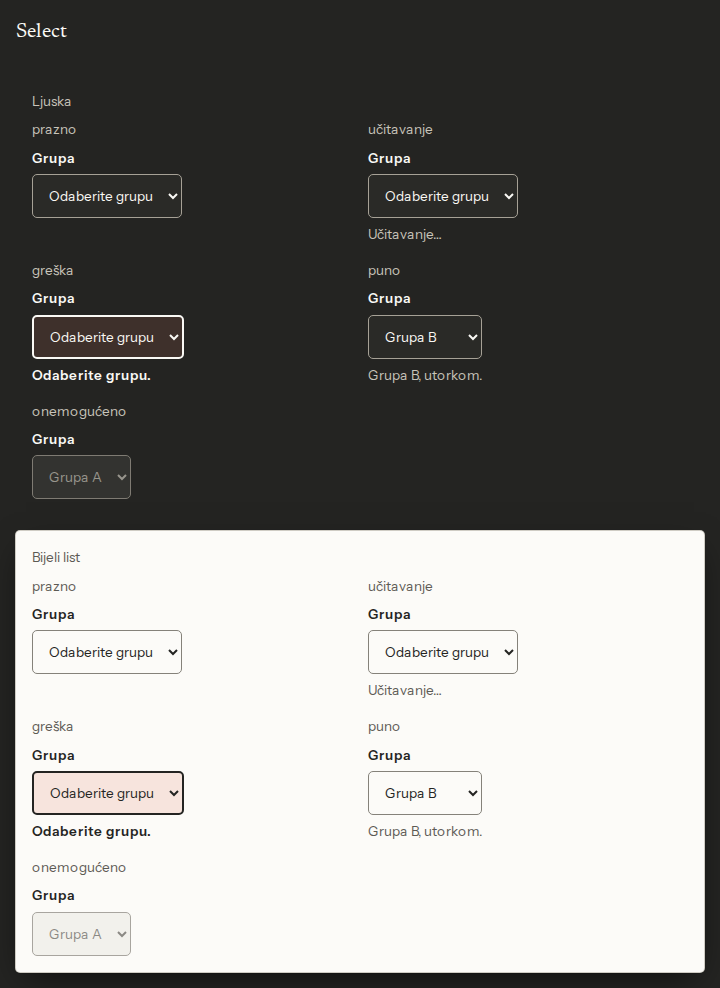 Select
Ljuska
prazno
Grupa
Odaberite grupu
učitavanje
Grupa
Odaberite grupu
Učitavanje…
greška
Grupa
Odaberite grupu
Odaberite grupu.
puno
Grupa
Grupa B
Grupa B, utorkom.
onemogućeno
Grupa
Grupa A
Bijeli list
prazno
Grupa
Odaberite grupu
učitavanje
Grupa
Odaberite grupu
Učitavanje…
greška
Grupa
Odaberite grupu
Odaberite grupu.
puno
Grupa
Grupa B
Grupa B, utorkom.
onemogućeno
Grupa
Grupa A